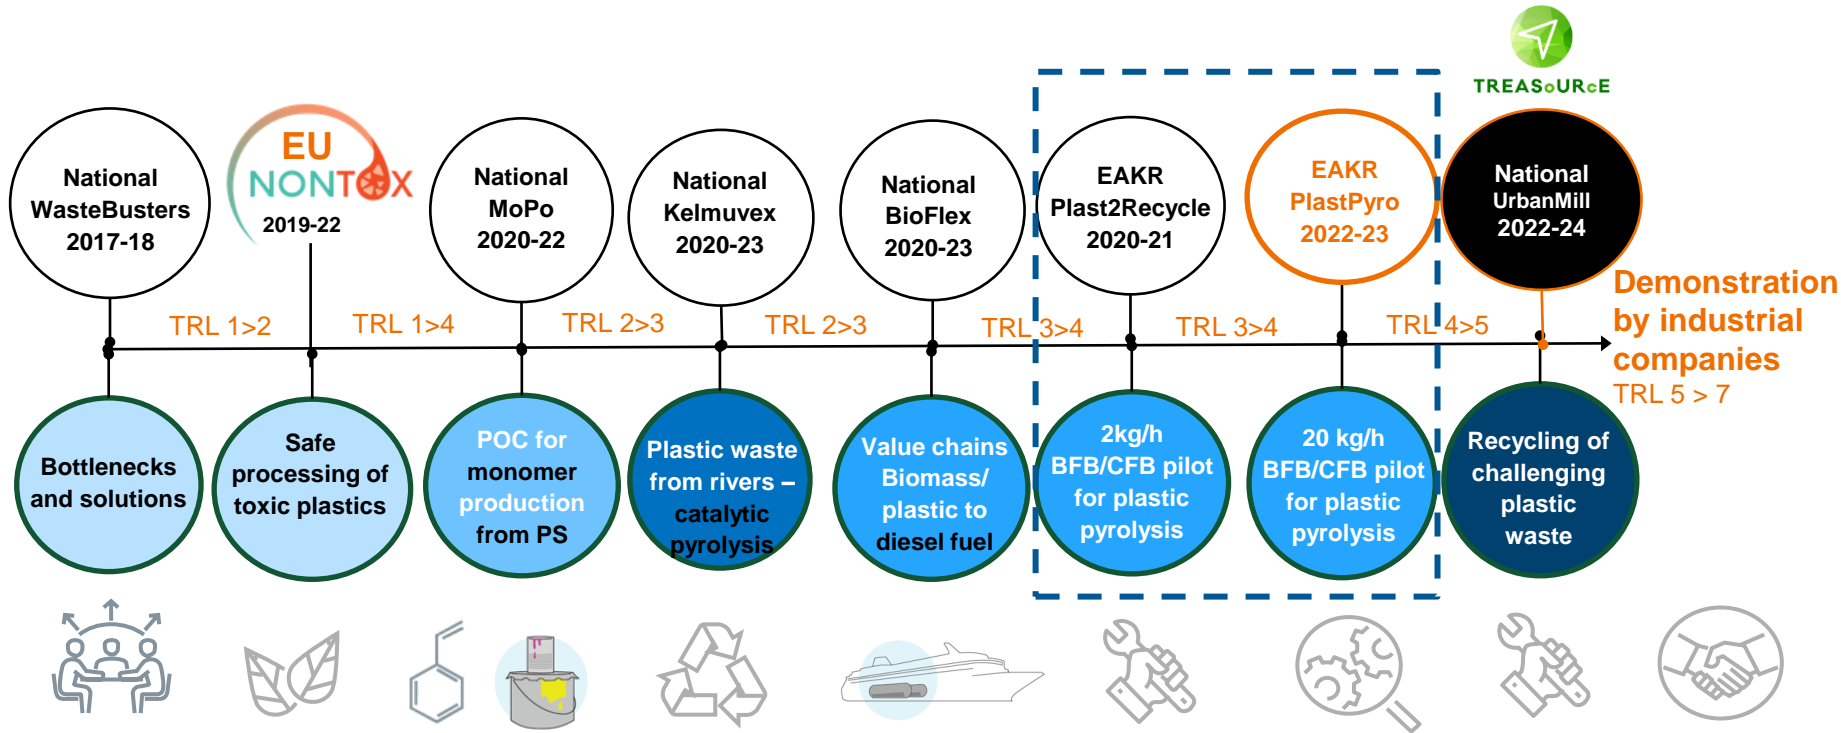 TREASoURcE
National
WasteBusters
2017-18
EU
NONTOX
2019-22
National
MoPo
2020-22
National
Kelmuvex
2020-23
National
BioFlex
2020-23
EAKR
Plast2Recycle
2020-21
EAKR
PlastPyro
2022-23
National
UrbanMill
2022-24
TRL 1>2
TRL 1>4
TRL 2>3
TRL 2>3
TRL 3>4
TRL 3>4
TRL 4>5
Demonstration
by industrial
companies
TRL 5 > 7
Bottlenecks
and solutions
Safe
processing of
toxic plastics
POC for
monomer
production
from PS
Plastic waste
from rivers –
catalytic
pyrolysis
Value chains
Biomass/
plastic to
diesel fuel
2kg/h
BFB/CFB pilot
for plastic
pyrolysis
20 kg/h
BFB/CFB pilot
for plastic
pyrolysis
Recycling of
challenging
plastic
waste